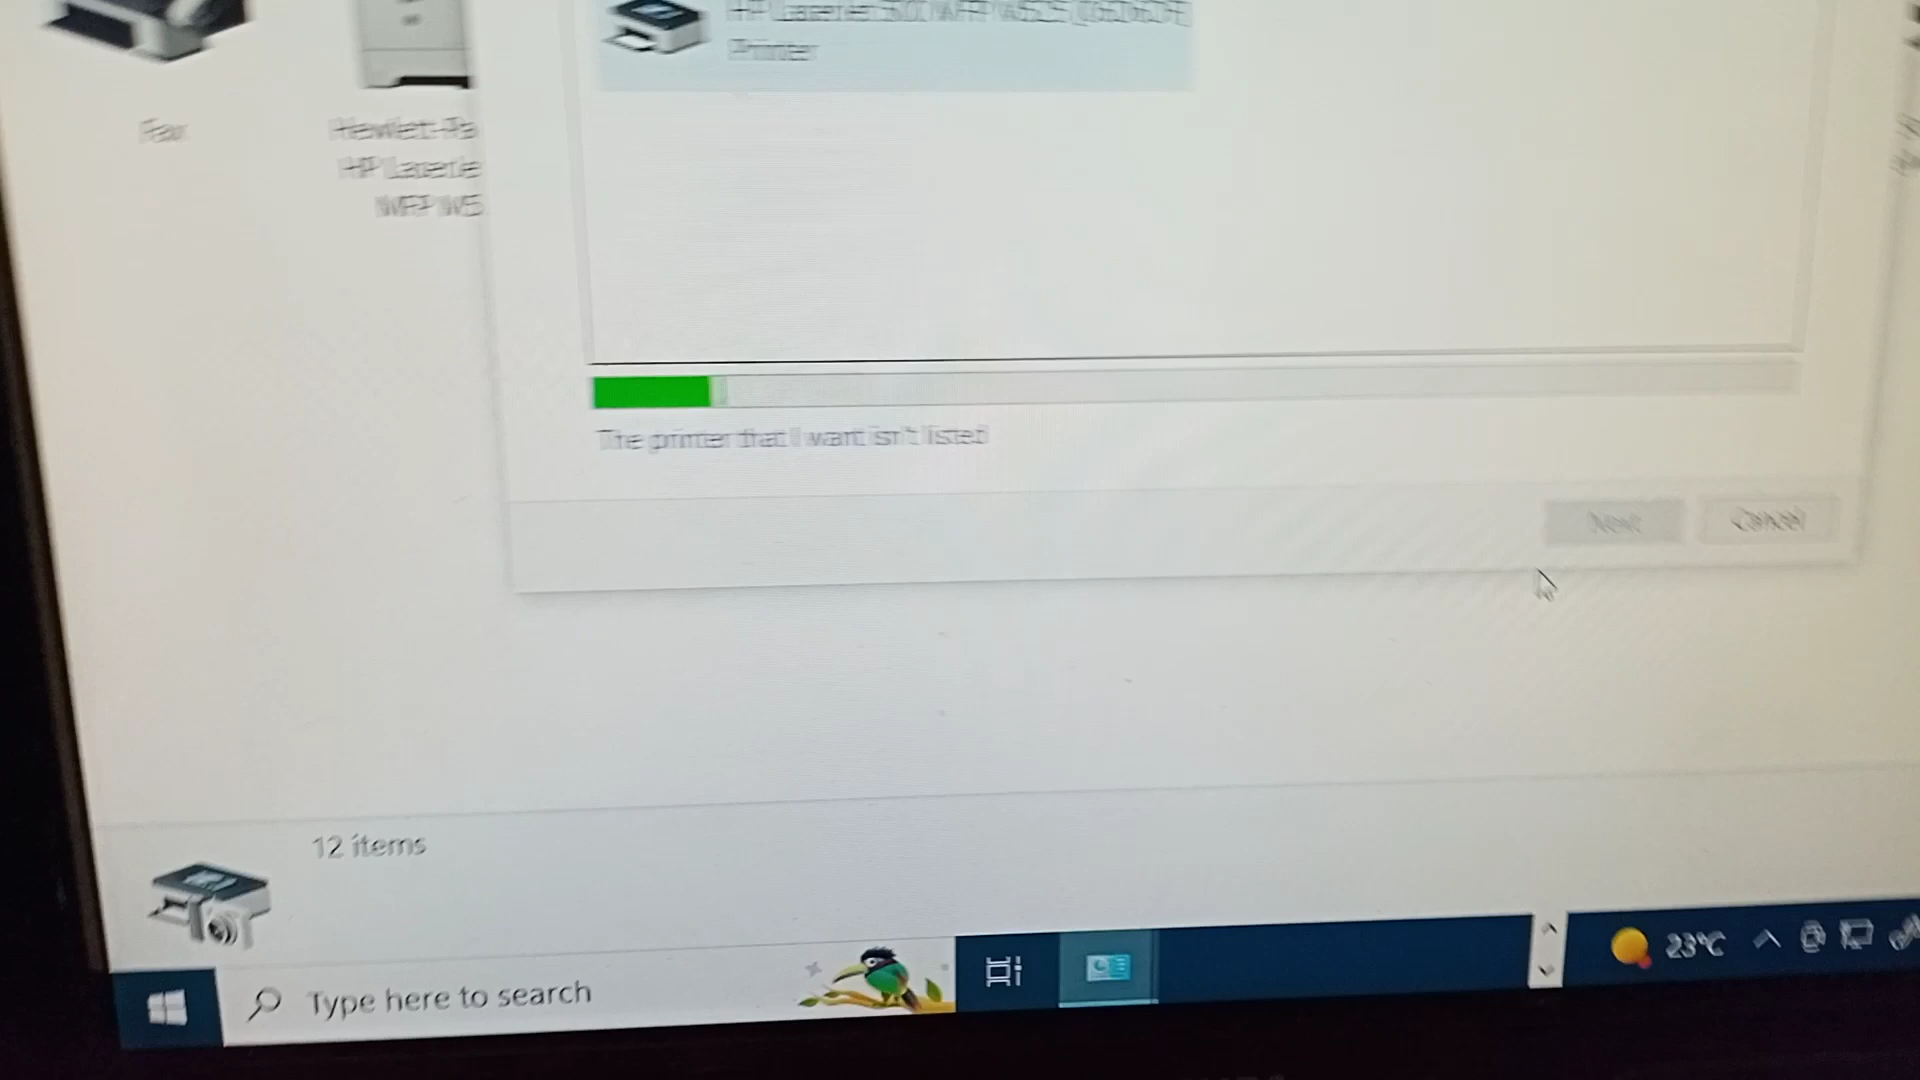 Printer
Fax
Hewlett-Pa
HP LaserJe
MFP M5
The printer that I want isn't listed
Next
Cancel
12 items
Type here to search
23°C